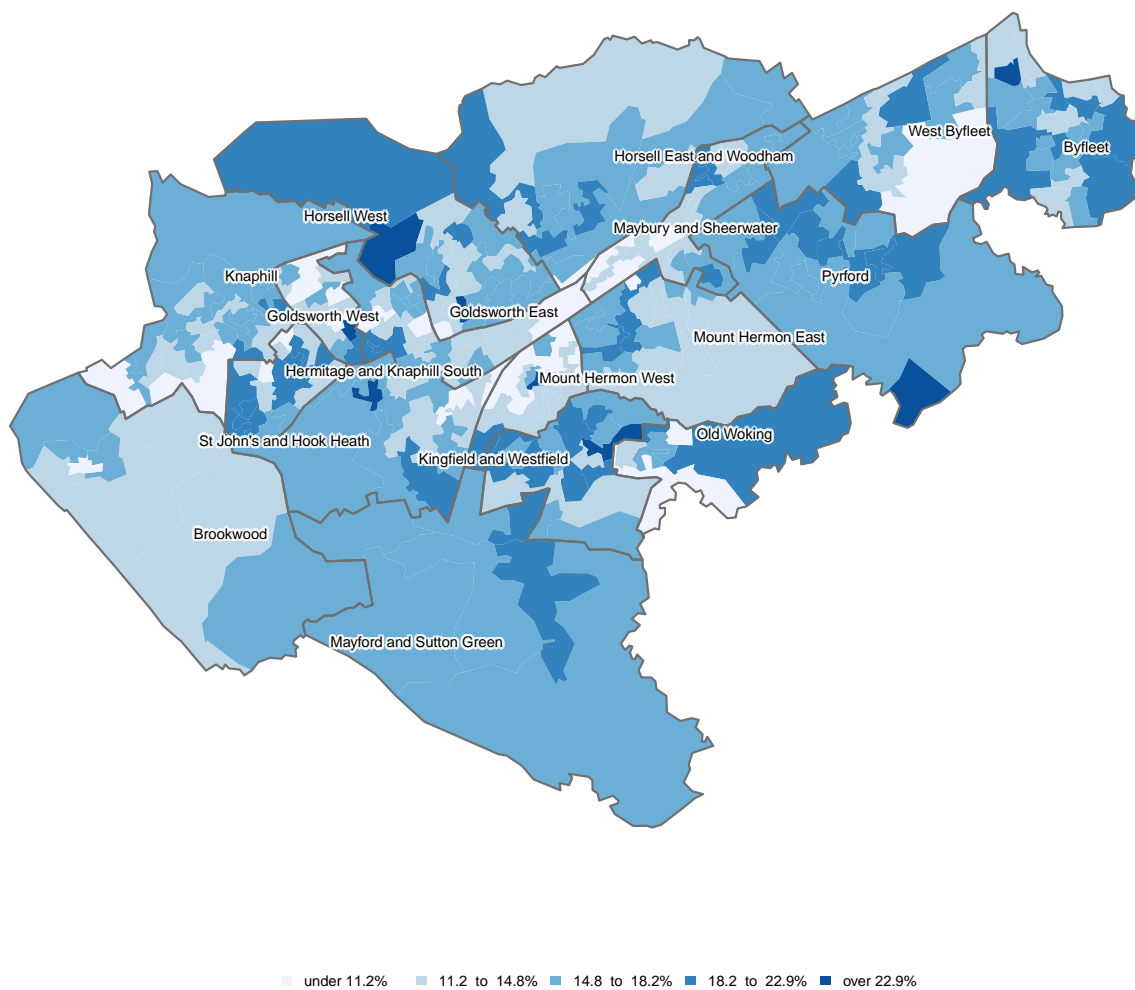 West Byfleet
Byfleet
Horsell East and Woodham
Horsell West
Maybury and Sheerwater
Knaphill
Pyrford
Goldsworth West
Goldsworth East
Mount Hermon East
Hermitage and Knaphill South
Mount Hermon West
St John's and Hook Heath
Old Woking
Kingfield and Westfield
Brookwood
Mayford and Sutton Green
under 11.2% 11.2 to 14.8% 14.8 to 18.2% 18.2 to 22.9% over 22.9%